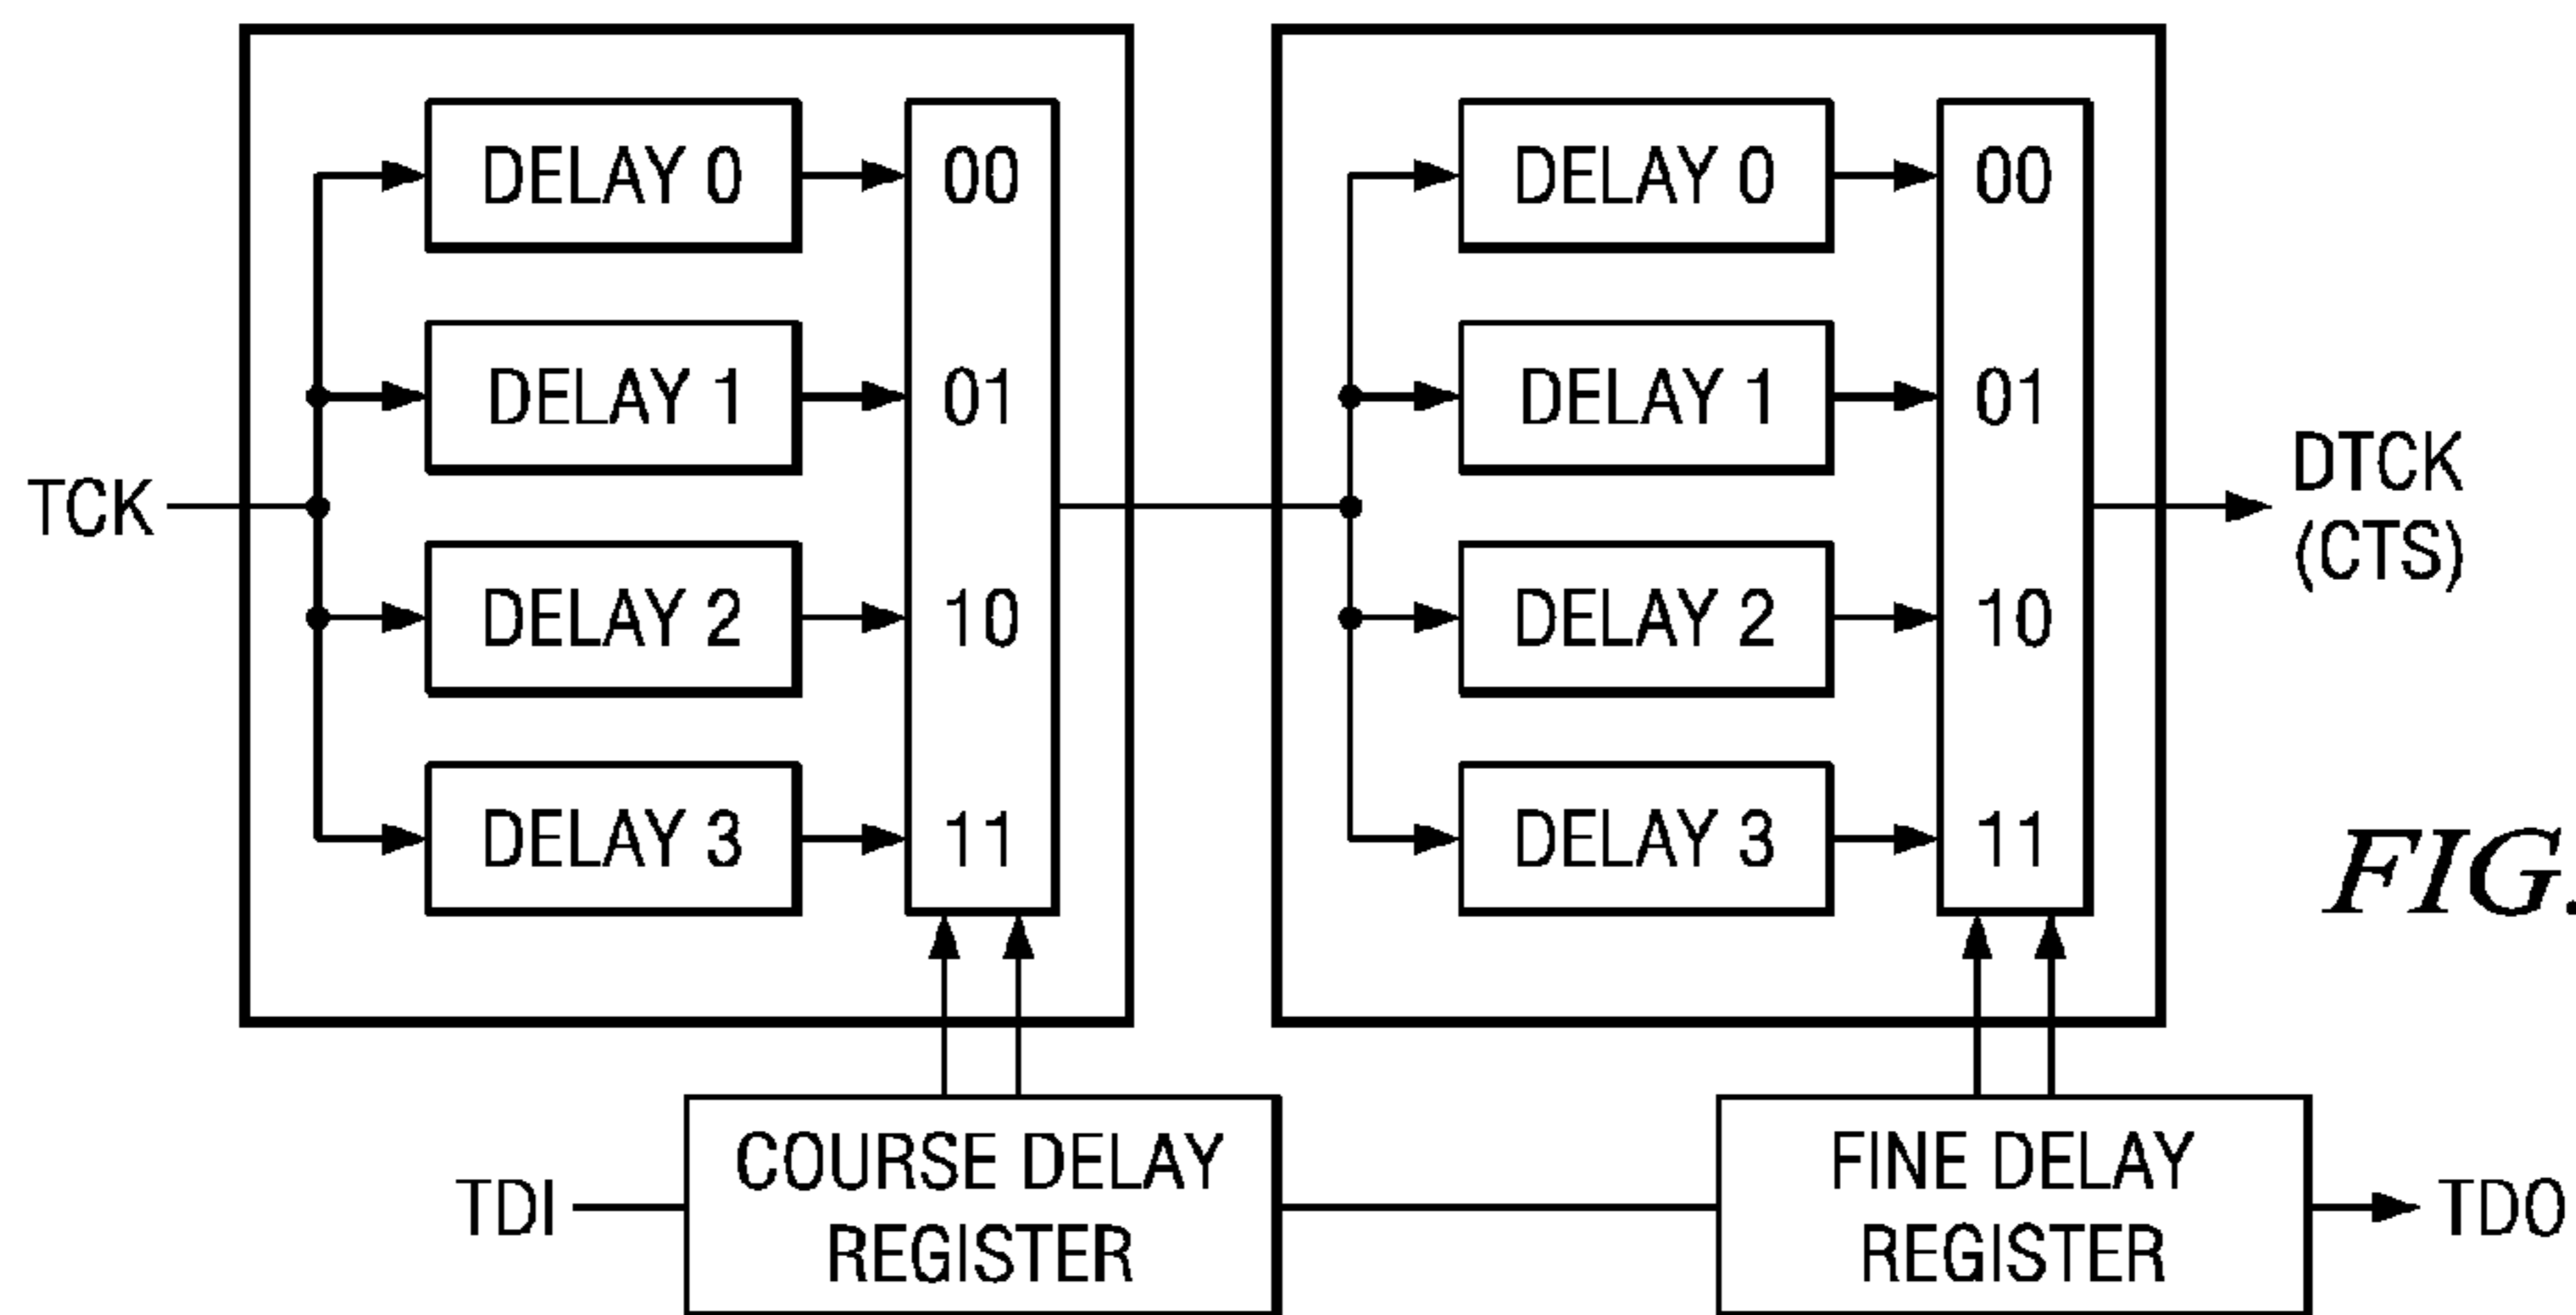 DELAY 0
00
DELAY 1
01
TCK
DELAY 2
10
DELAY 3
11
DELAY 0
00
DELAY 1
01
DELAY 2
10
DELAY 3
11
DTCK
(CTS)
FIG.
TDI
COURSE DELAY
REGISTER
FINE DELAY
REGISTER
TDO